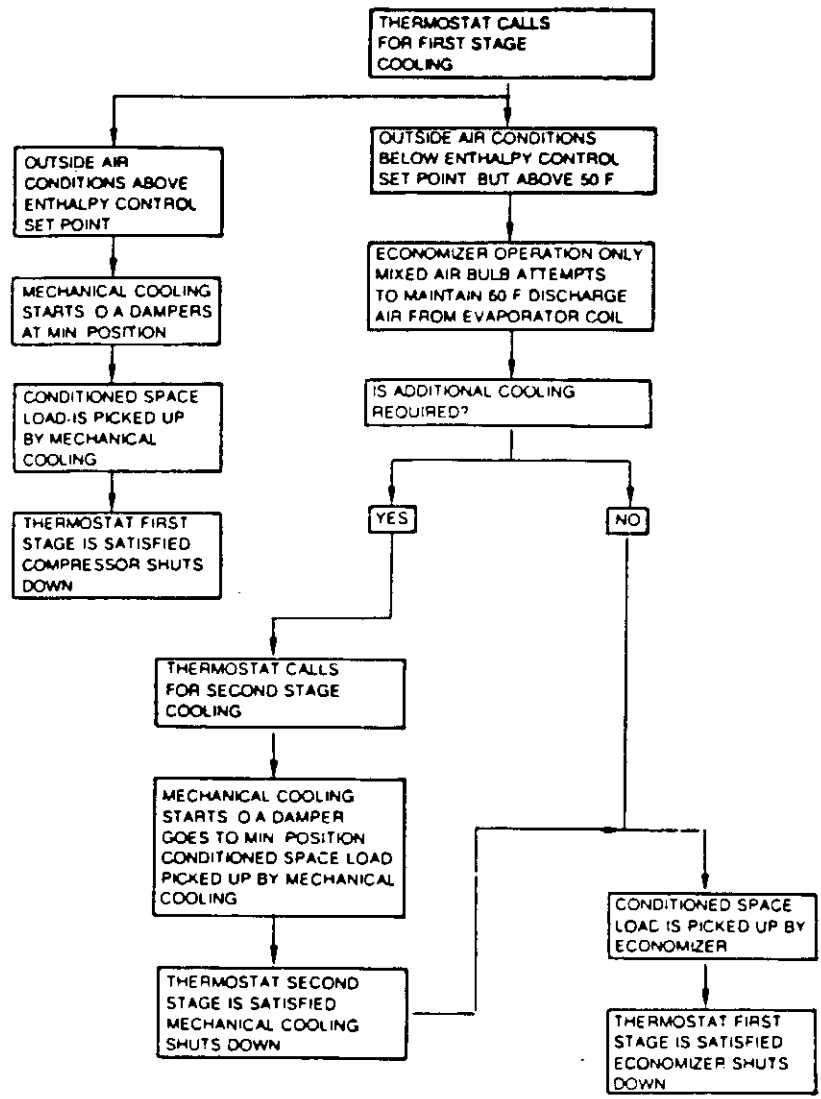 THERMOSTAT CALLS
FOR FIRST STAGE
COOLING
OUTSIDE AIR
CONDITIONS ABOVE
ENTHALPY CONTROL
SET POINT
OUTSIDE AIR CONDITIONS
BELOW ENTHALPY CONTROL
SET POINT BUT ABOVE 50 F
MECHANICAL COOLING
STARTS O A DAMPERS
AT MIN POSITION
ECONOMIZER OPERATION ONLY
MIXED AIR BULB ATTEMPTS
TO MAINTAIN 60 F DISCHARGE
AIR FROM EVAPORATOR COIL
CONDITIONED SPACE
LOAD IS PICKED UP
BY MECHANICAL
COOLING
IS ADDITIONAL COOLING
REQUIRED?
THERMOSTAT FIRST
STAGE IS SATISFIED
COMPRESSOR SHUTS
DOWN
YES
NO
THERMOSTAT CALLS
FOR SECOND STAGE
COOLING
MECHANICAL COOLING
STARTS O A DAMPER
GOES TO MIN POSITION
CONDITIONED SPACE LOAD
PICKED UP BY MECHANICAL
COOLING
THERMOSTAT SECOND
STAGE IS SATISFIED
MECHANICAL COOLING
SHUTS DOWN
CONDITIONED SPACE
LOAD IS PICKED UP BY
ECONOMIZER
THERMOSTAT FIRST
STAGE IS SATISFIED
ECONOMIZER SHUTS
DOWN